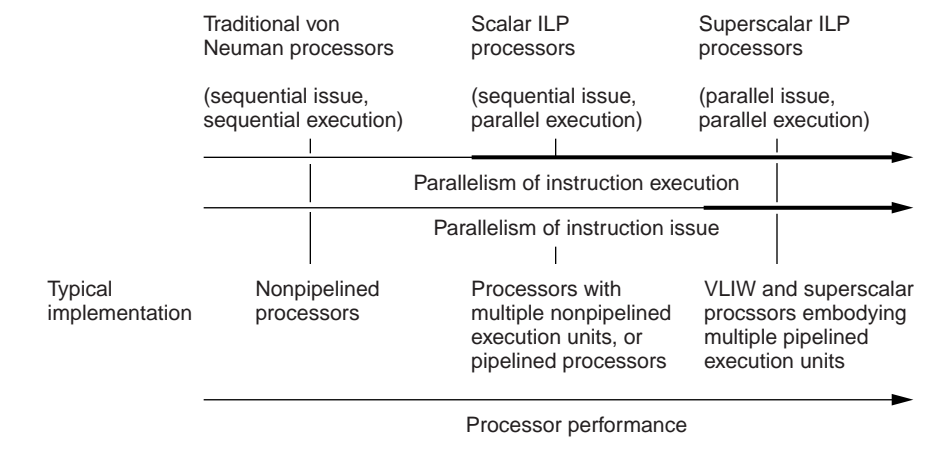 Traditional von
Neuman processors
Scalar ILP
processors
Superscalar ILP
processors
(sequential issue,
sequential execution)
(sequential issue,
parallel execution)
(parallel issue,
parallel execution)
Parallelism of instruction execution
Parallelism of instruction issue
Typical
implementation
Nonpipelined
processors
Processors with
multiple nonpipelined
execution units, or
pipelined processors
VLIW and superscalar
procssors embodying
multiple pipelined
execution units
Processor performance